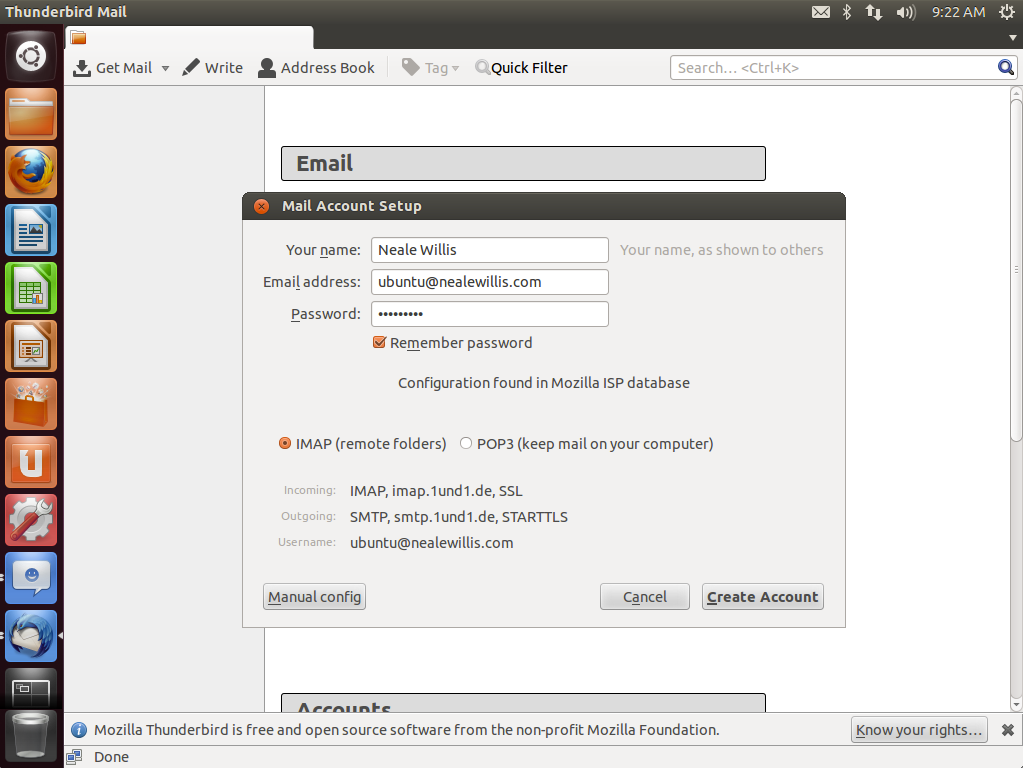 Thunderbird Mail
9:22 AM
Get Mail
Write
Address Book
Tag
Quick Filter
Search... <Ctrl+K>
Email
Mail Account Setup
Your name: Neale Willis Your name, as shown to others
Email address: ubuntu@nealewillis.com
Password: •••••••••
Remember password
Configuration found in Mozilla ISP database
IMAP (remote folders) POP3 (keep mail on your computer)
Incoming: IMAP, imap.1und1.de, SSL
Outgoing: SMTP, smtp.1und1.de, STARTTLS
Username: ubuntu@nealewillis.com
Manual config Cancel Create Account
Accounts
Mozilla Thunderbird is free and open source software from the non-profit Mozilla Foundation. Know your rights...
Done